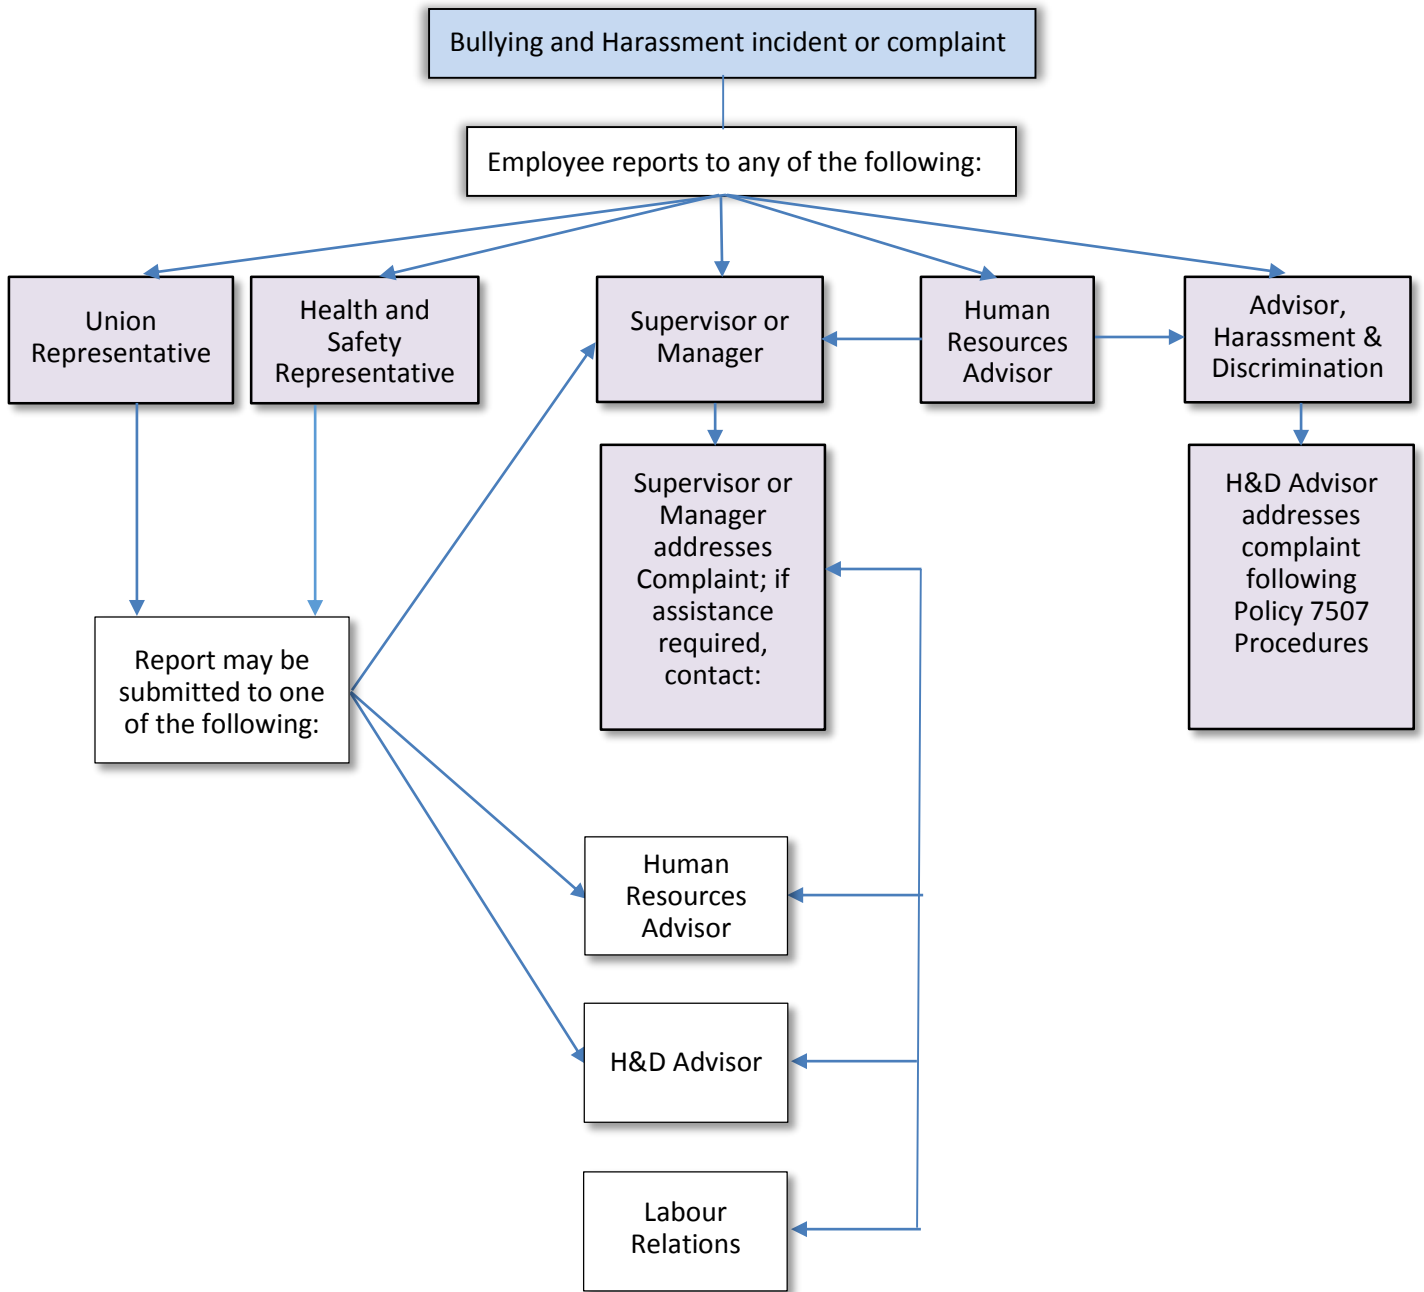 Bullying and Harassment incident or complaint
Employee reports to any of the following:
Union
Representative
Health and
Safety
Representative
Supervisor or
Manager
Human
Resources
Advisor
Advisor,
Harassment &
Discrimination
Supervisor or
Manager
addresses
Complaint; if
assistance
required,
contact:
H&D Advisor
addresses
complaint
following
Policy 7507
Procedures
Report may be
submitted to one
of the following:
Human
Resources
Advisor
H&D Advisor
Labour
Relations